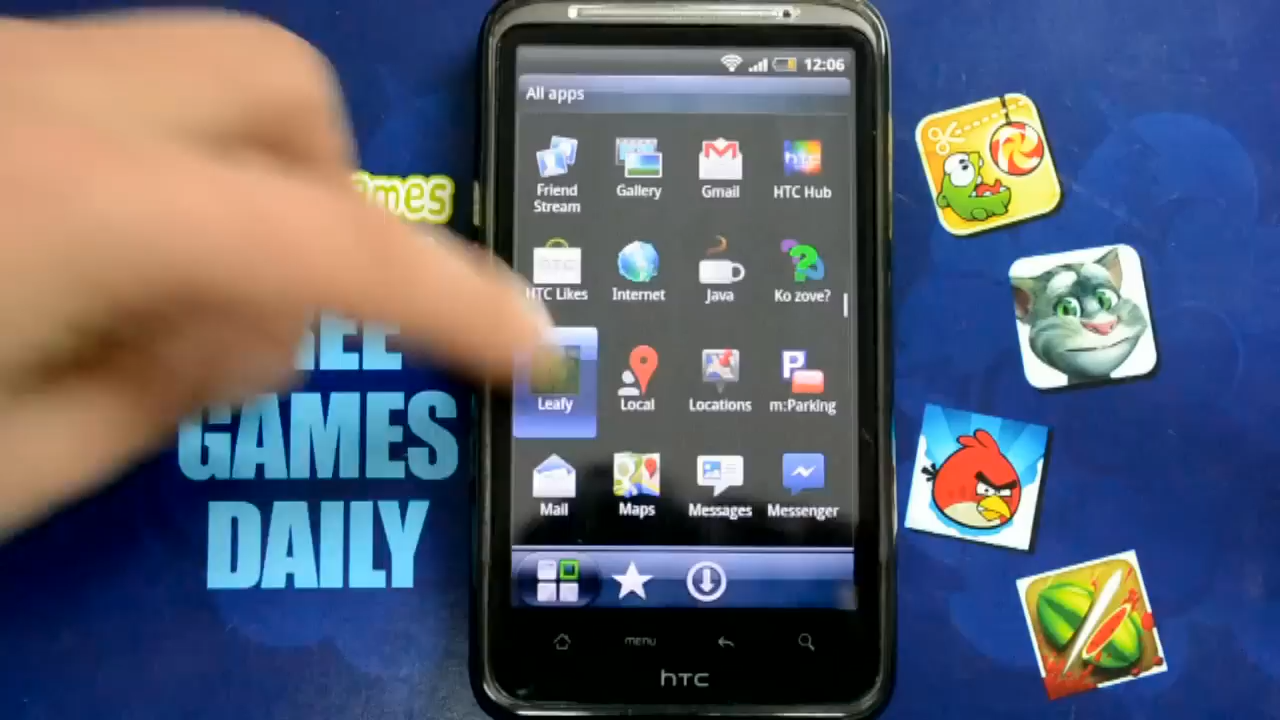 12:06
All apps
Friend Stream
Gallery
Gmail
HTC Hub
HTC Likes
Internet
Java
Ko zove?
Leafy
Local
Locations
m:Parking
Mail
Maps
Messages
Messenger
menu
hTC
GAMES
DAILY